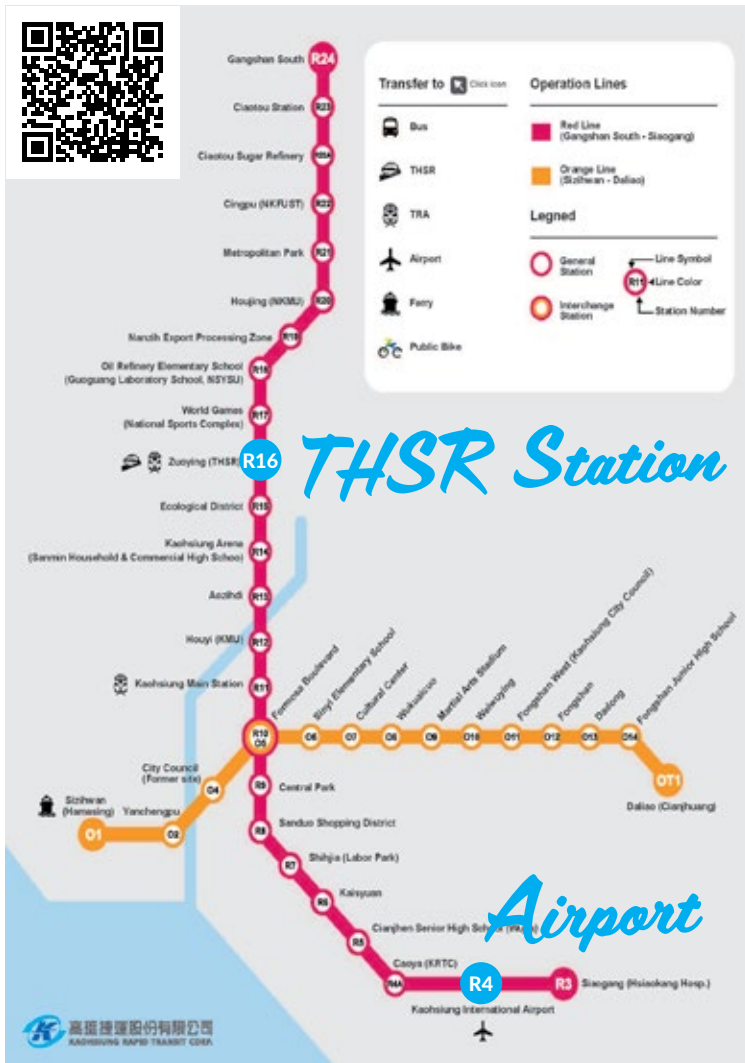 Gangshan South R24
Ciaotou Station R23
Ciaotou Sugar Refinery R22A
Cingpu (NKFUST) R22
Metropolitan Park R21
Houjing (NKMU) R20
Nanzih Export Processing Zone R19
Oil Refinery Elementary School R18
(Guoguang Laboratory School, NSYSU)
World Games R17
(National Sports Complex)
Zuoying (THSR) R16
THSR Station
Ecological District R15
Kaohsiung Arena R14
(Sanmin Household & Commercial High School)
Aozihdi R13
Houyi (KMU) R12
Kaohsiung Main Station R11
Transfer to Click icon
Bus
THSR
TRA
Airport
Ferry
Public Bike
Operation Lines
Red Line
(Gangshan South - Siaogang)
Orange Line
(Sizihwan - Daliao)
Legned
General
Station
Interchange
Station
R11
Line Symbol
Line Color
Station Number
Formosa Boulevard
Sinyi Elementary School
Cultural Center
Wukuaicuo
Martial Arts Stadium
Weiwuying
Fongshan West (Kaohsiung City Council)
Fongshan
Dadong
Fongshan Junior High School
R10
O5
O6
O7
O8
O9
O10
O11
O12
O13
O14
OT1
Daliao (Cianjhuang)
City Council
(Former site)
O4
Sizihwan
(Hamasing)
Yanchengpu
O1
O2
R9 Central Park
R8 Sanduo Shopping District
R7 Shihjia (Labor Park)
R6 Kaisyuan
R5 Cianjhen Senior High School
Airport
Caoya (KRTC)
R4A
R4
R3 Siaogang (Hsiaokang Hosp.)
Kaohsiung International Airport
高雄捷運股份有限公司
KAOHSIUNG RAPID TRANSIT CORP.